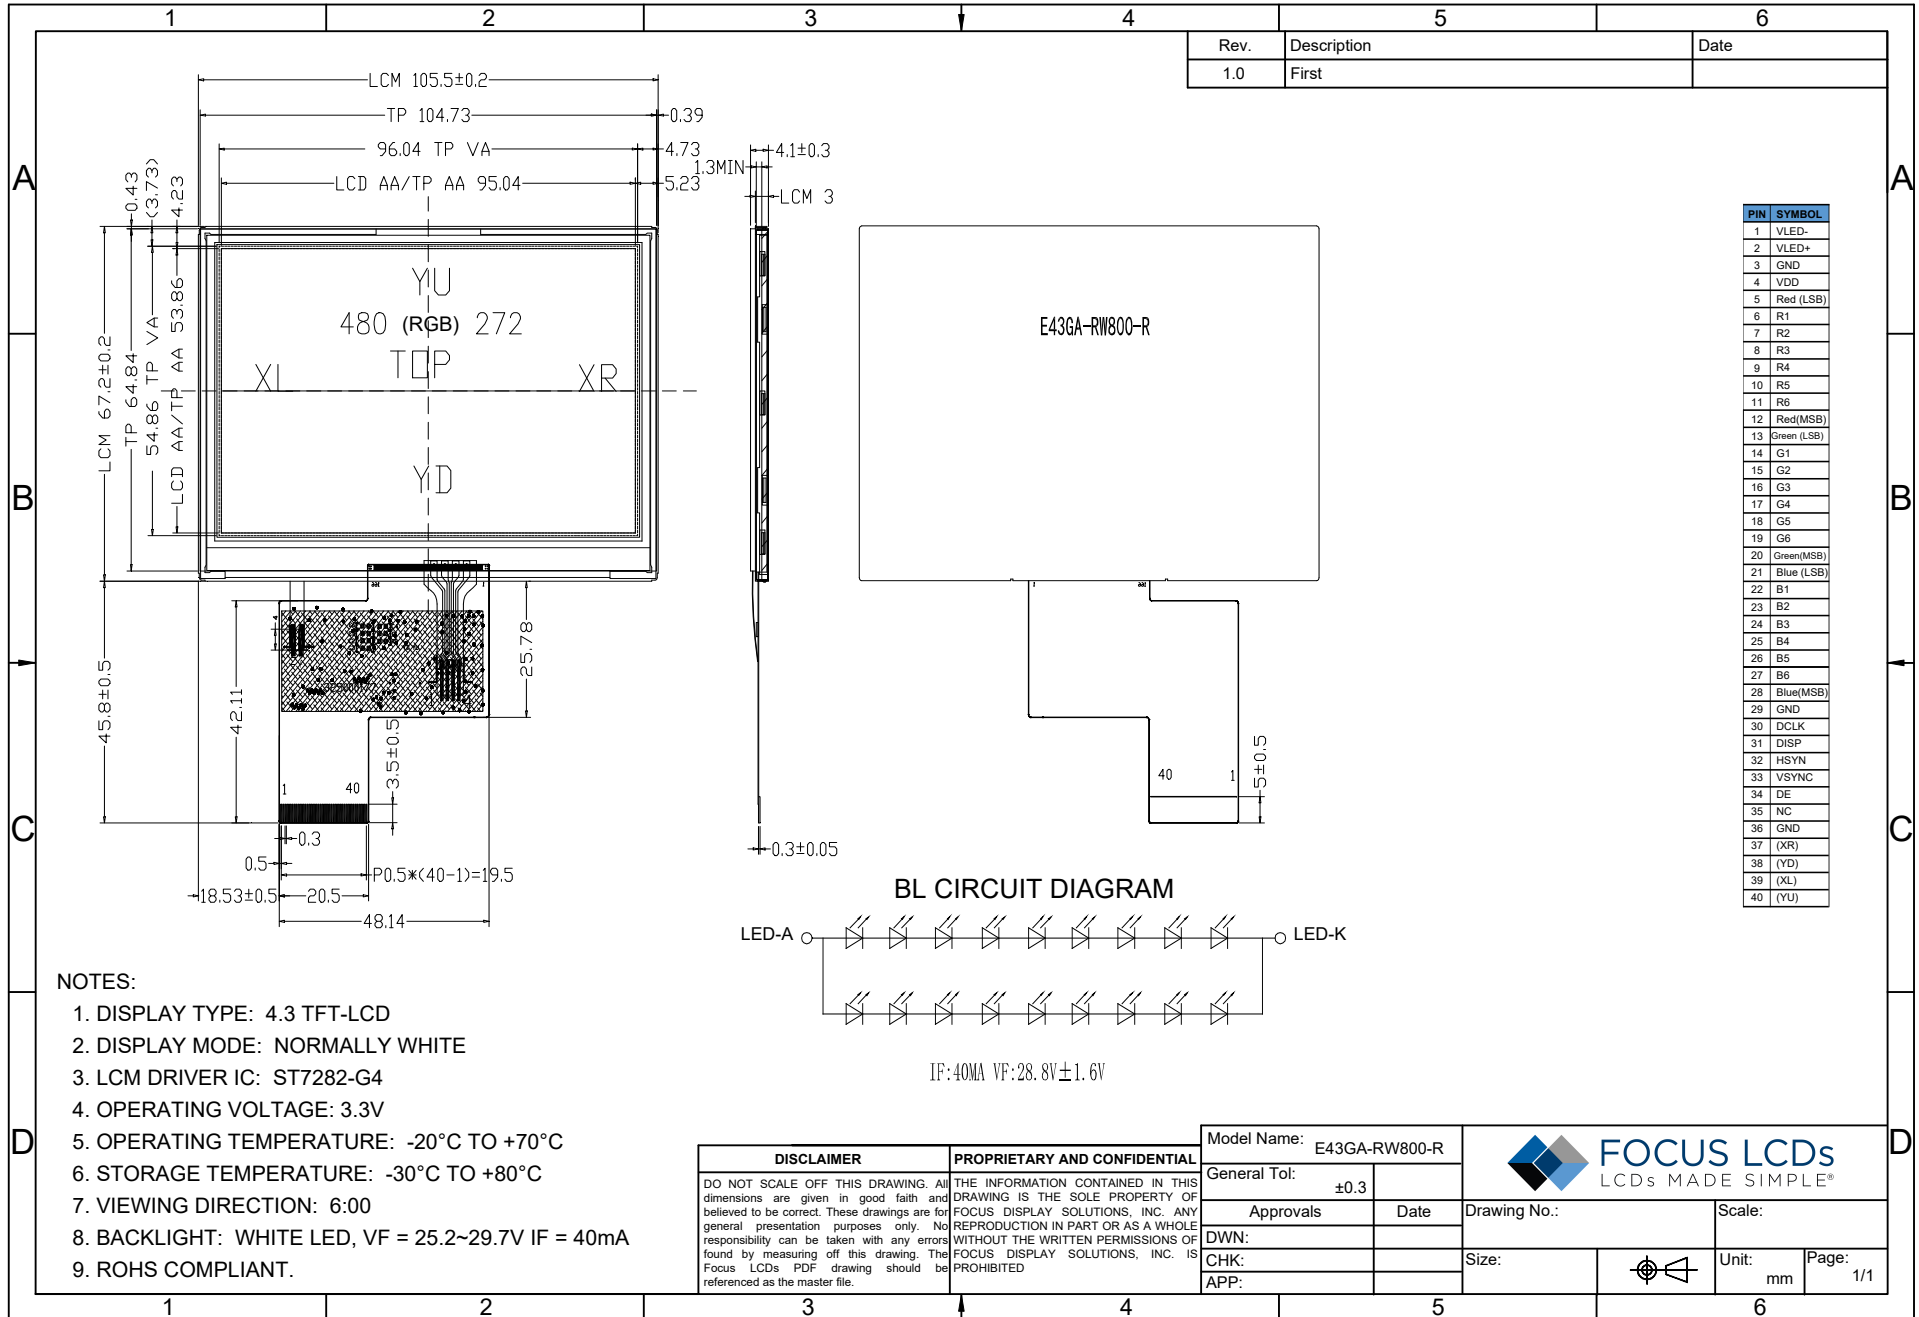 1 2 3 4 5 6
Rev. Description Date
1.0 First
LCM 105.5±0.2
TP 104.73
0.39
96.04 TP VA
4.73
LCD AA/TP AA 95.04
5.23
0.43
(3.73)
4.23
4.1±0.3
1.3MIN
LCM 3
A
A
LCM 67.2±0.2
TP 64.84
54.86 TP VA
LCD AA/TP AA 53.86
YU
480 (RGB) 272
TOP
XL
XR
YD
E43GA-RW800-R
B
B
45.8±0.5
42.11
25.78
3.5±0.5
4
1 40
0.3
0.5
P0.5*(40-1)=19.5
18.53±0.5
20.5
48.14
0.3±0.05
40 1
5±0.5
C
C
PIN SYMBOL
1 VLED-
2 VLED+
3 GND
4 VDD
5 Red (LSB)
6 R1
7 R2
8 R3
9 R4
10 R5
11 R6
12 Red(MSB)
13 Green (LSB)
14 G1
15 G2
16 G3
17 G4
18 G5
19 G6
20 Green(MSB)
21 Blue (LSB)
22 B1
23 B2
24 B3
25 B4
26 B5
27 B6
28 Blue(MSB)
29 GND
30 DCLK
31 DISP
32 HSYN
33 VSYNC
34 DE
35 NC
36 GND
37 (XR)
38 (YD)
39 (XL)
40 (YU)
BL CIRCUIT DIAGRAM
LED-A
LED-K
IF:40MA VF:28.8V±1.6V
NOTES:
1. DISPLAY TYPE: 4.3 TFT-LCD
2. DISPLAY MODE: NORMALLY WHITE
3. LCM DRIVER IC: ST7282-G4
4. OPERATING VOLTAGE: 3.3V
5. OPERATING TEMPERATURE: -20°C TO +70°C
6. STORAGE TEMPERATURE: -30°C TO +80°C
7. VIEWING DIRECTION: 6:00
8. BACKLIGHT: WHITE LED, VF = 25.2~29.7V IF = 40mA
9. ROHS COMPLIANT.
D
D
DISCLAIMER
DO NOT SCALE OFF THIS DRAWING. All
dimensions are given in good faith and
believed to be correct. These drawings are for
general presentation purposes only. No
responsibility can be taken with any errors
found by measuring off this drawing. The
Focus LCDs PDF drawing should be
referenced as the master file.
PROPRIETARY AND CONFIDENTIAL
THE INFORMATION CONTAINED IN THIS
DRAWING IS THE SOLE PROPERTY OF
FOCUS DISPLAY SOLUTIONS, INC. ANY
REPRODUCTION IN PART OR AS A WHOLE
WITHOUT THE WRITTEN PERMISSIONS OF
FOCUS DISPLAY SOLUTIONS, INC. IS
PROHIBITED
Model Name: E43GA-RW800-R
General Tol: ±0.3
Approvals Date
DWN:
CHK:
APP:
FOCUS LCDs
LCDs MADE SIMPLE®
Drawing No.:
Scale:
Size:
Unit: mm
Page: 1/1
1 2 3 4 5 6